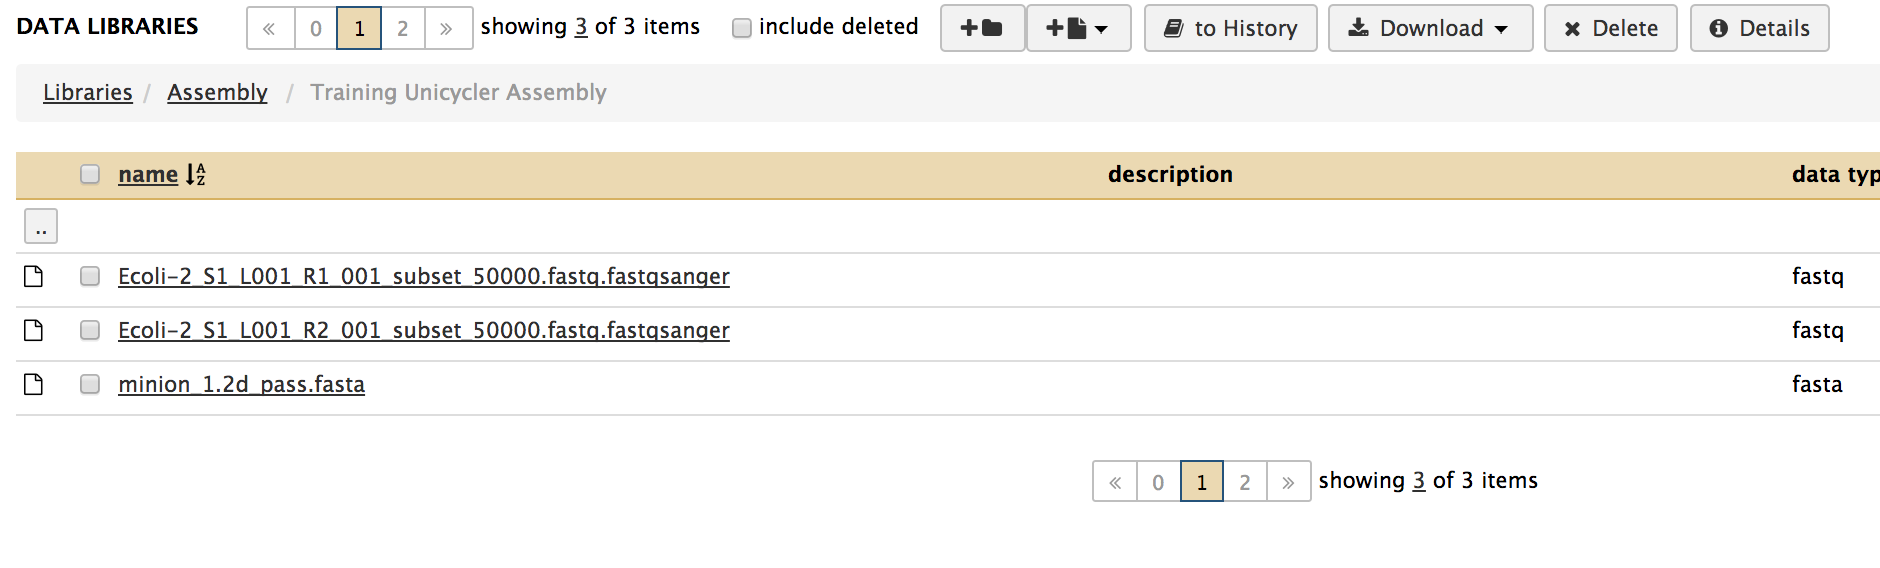 DATA LIBRARIES « 0 1 2 » showing 3 of 3 items include deleted to History Download Delete Details
Libraries / Assembly / Training Unicycler Assembly
name description data typ
..
Ecoli-2_S1_L001_R1_001_subset_50000.fastq.fastqsanger fastq
Ecoli-2_S1_L001_R2_001_subset_50000.fastq.fastqsanger fastq
minion_1.2d_pass.fasta fasta
« 0 1 2 » showing 3 of 3 items